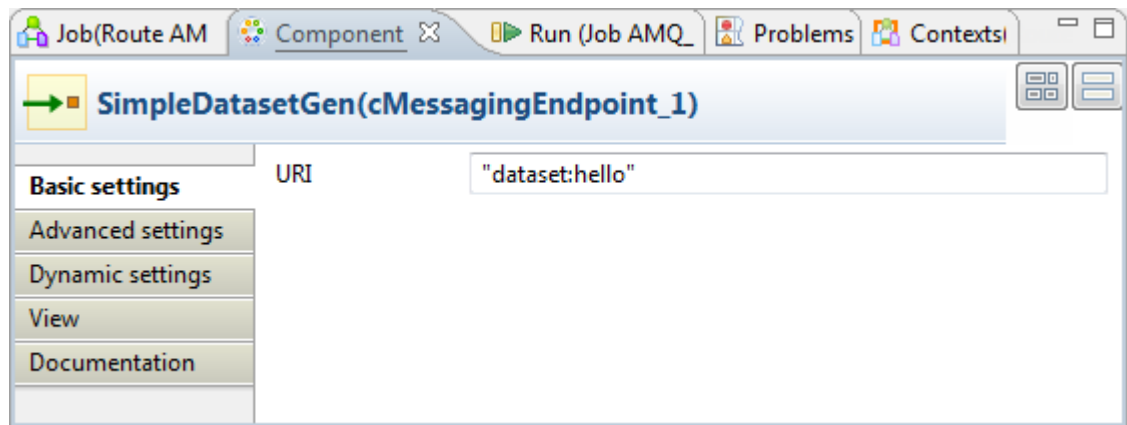 Job(Route AM Component Run (Job AMQ_ Problems Contexts(
SimpleDatasetGen(cMessagingEndpoint_1)
Basic settings URI "dataset:hello"
Advanced settings
Dynamic settings
View
Documentation